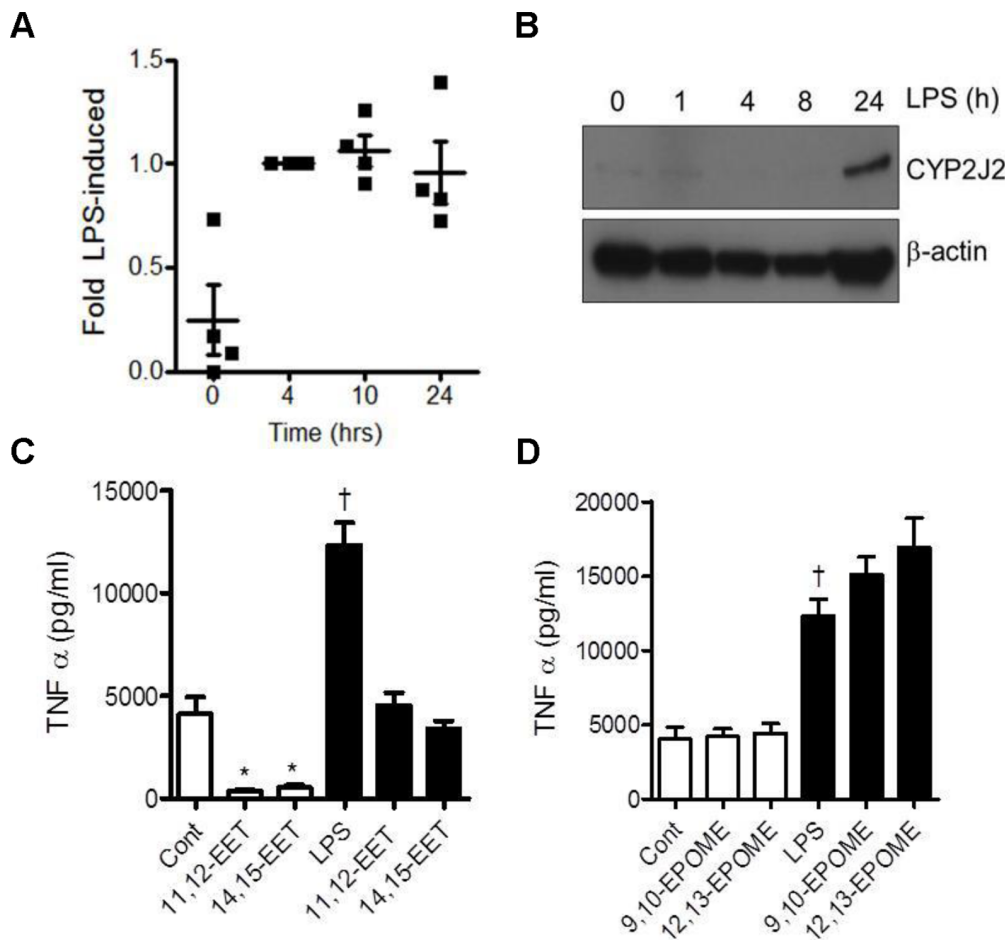 A
Fold LPS-induced
1.5
1.0
0.5
0.0
0 4 10 24
Time (hrs)
B
0 1 4 8 24 LPS (h)
CYP2J2
β-actin
C
TNF α (pg/ml)
15000
10000
5000
0
†
* *
Cont
11,12-EET
14,15-EET
LPS
11,12-EET
14,15-EET
D
TNF α (pg/ml)
20000
15000
10000
5000
0
†
Cont
9,10-EPOME
12,13-EPOME
LPS
9,10-EPOME
12,13-EPOME